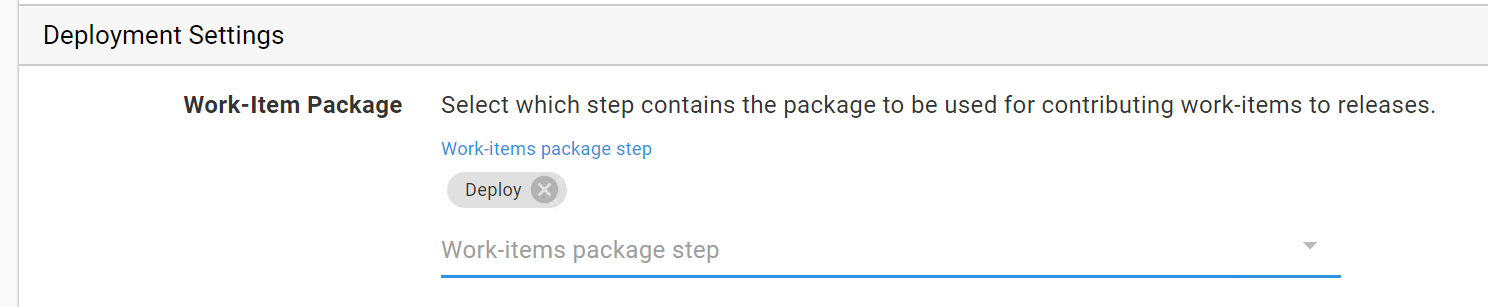 Deployment Settings
Work-Item Package
Select which step contains the package to be used for contributing work-items to releases.
Work-items package step
Deploy
Work-items package step